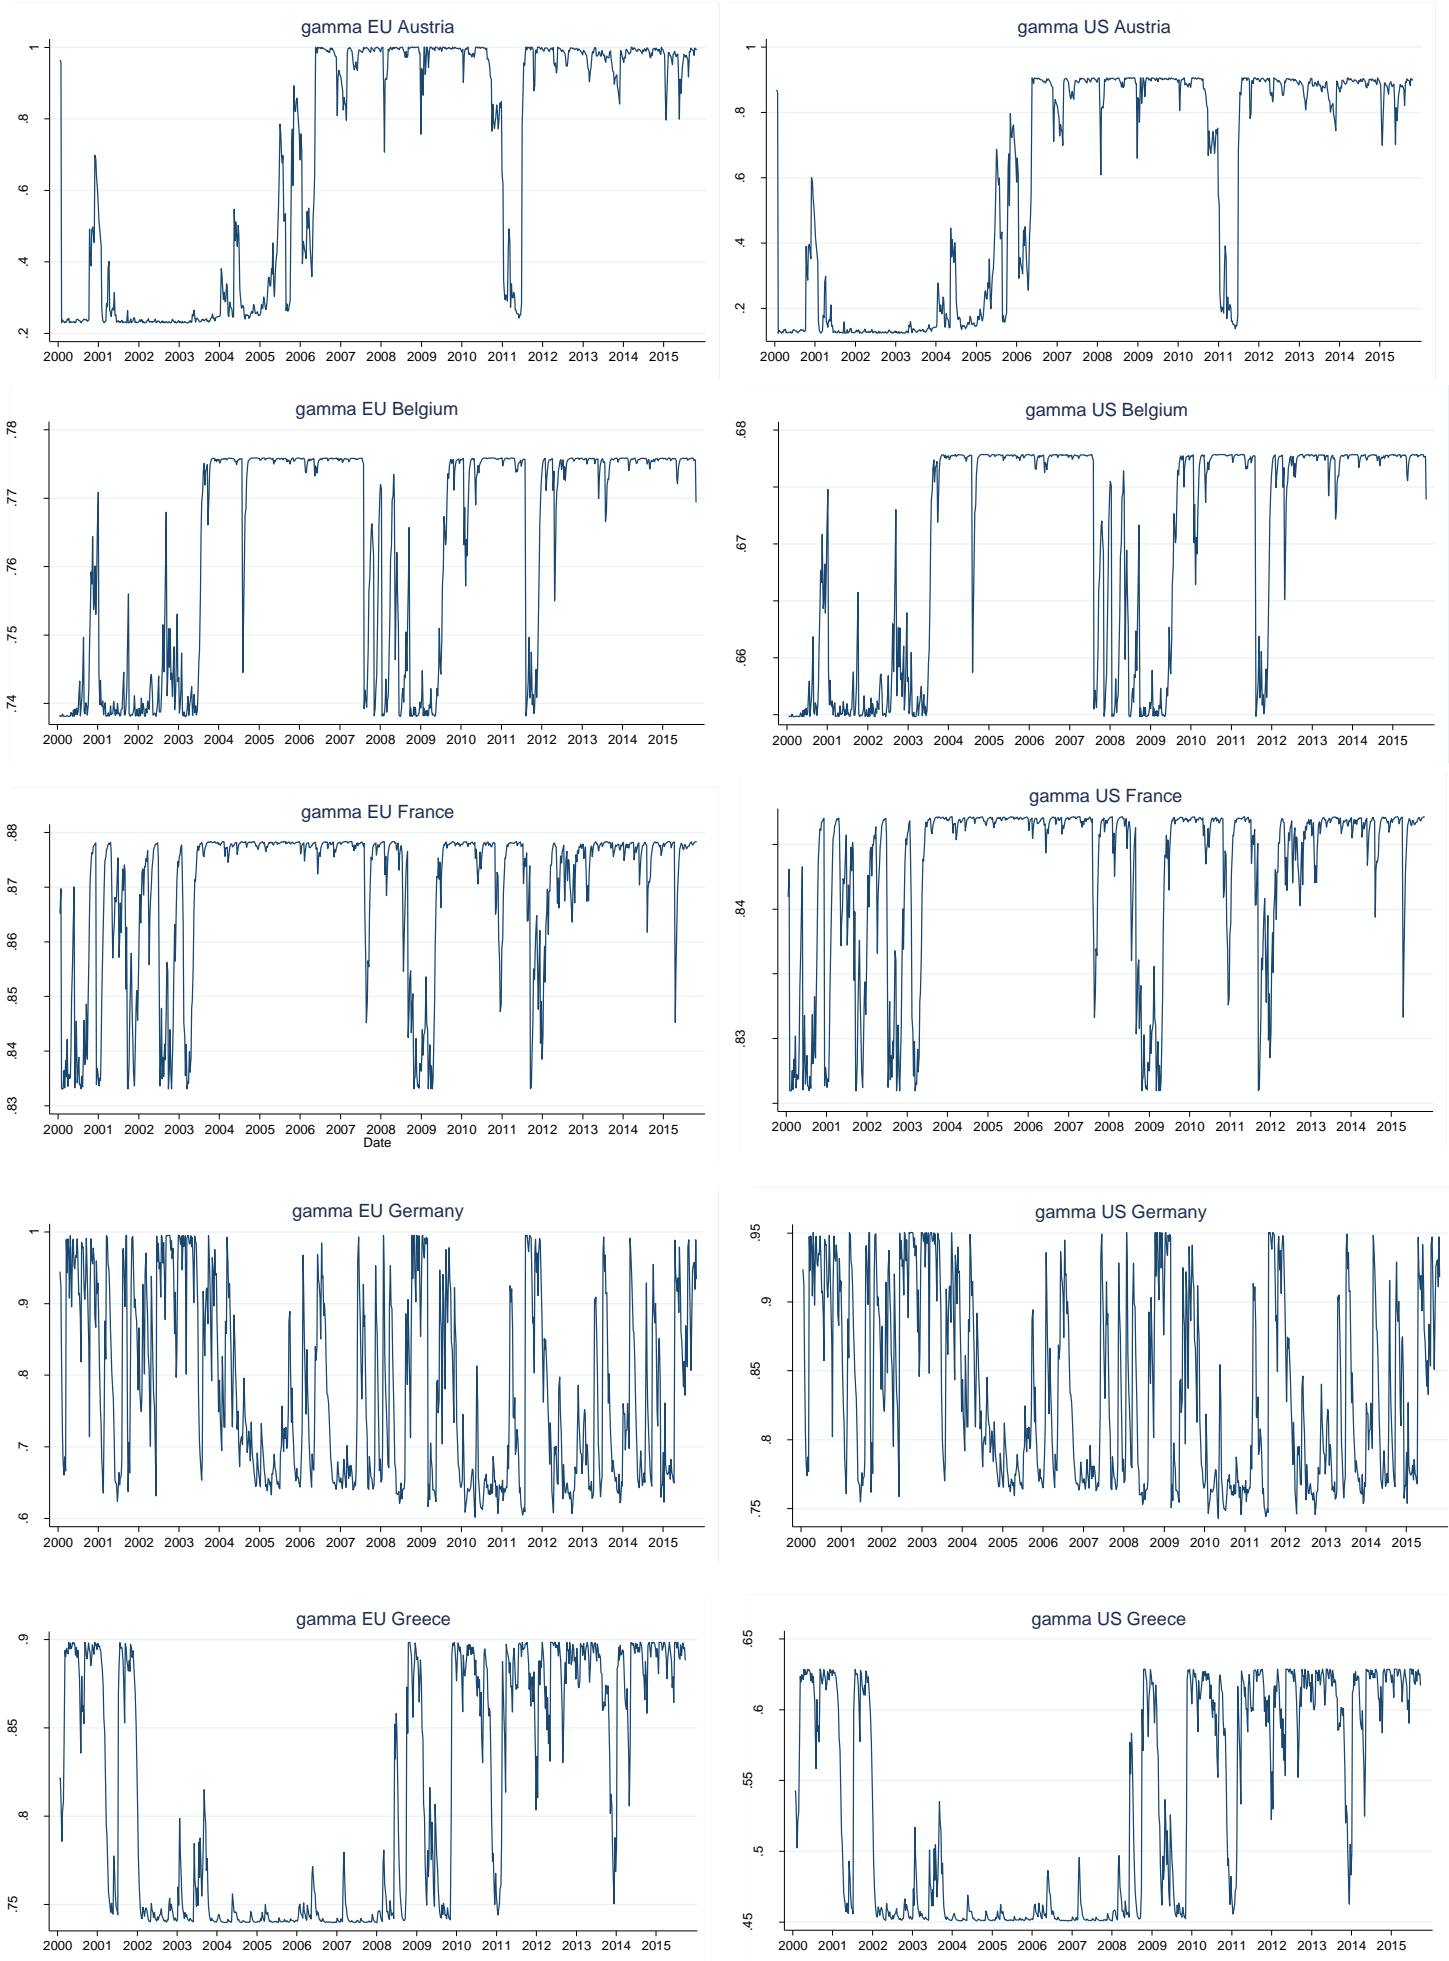 gamma EU Austria
1
.8
.6
.4
.2
2000 2001 2002 2003 2004 2005 2006 2007 2008 2009 2010 2011 2012 2013 2014 2015
gamma US Austria
1
.8
.6
.4
.2
2000 2001 2002 2003 2004 2005 2006 2007 2008 2009 2010 2011 2012 2013 2014 2015
gamma EU Belgium
.78
.77
.76
.75
.74
2000 2001 2002 2003 2004 2005 2006 2007 2008 2009 2010 2011 2012 2013 2014 2015
gamma US Belgium
.68
.67
.66
2000 2001 2002 2003 2004 2005 2006 2007 2008 2009 2010 2011 2012 2013 2014 2015
gamma EU France
.88
.87
.86
.85
.84
.83
2000 2001 2002 2003 2004 2005 2006 2007 2008 2009 2010 2011 2012 2013 2014 2015
Date
gamma US France
.84
.83
2000 2001 2002 2003 2004 2005 2006 2007 2008 2009 2010 2011 2012 2013 2014 2015
gamma EU Germany
1
.9
.8
.7
.6
2000 2001 2002 2003 2004 2005 2006 2007 2008 2009 2010 2011 2012 2013 2014 2015
gamma US Germany
.95
.9
.85
.8
.75
2000 2001 2002 2003 2004 2005 2006 2007 2008 2009 2010 2011 2012 2013 2014 2015
gamma EU Greece
.9
.85
.8
.75
2000 2001 2002 2003 2004 2005 2006 2007 2008 2009 2010 2011 2012 2013 2014 2015
gamma US Greece
.65
.6
.55
.5
.45
2000 2001 2002 2003 2004 2005 2006 2007 2008 2009 2010 2011 2012 2013 2014 2015